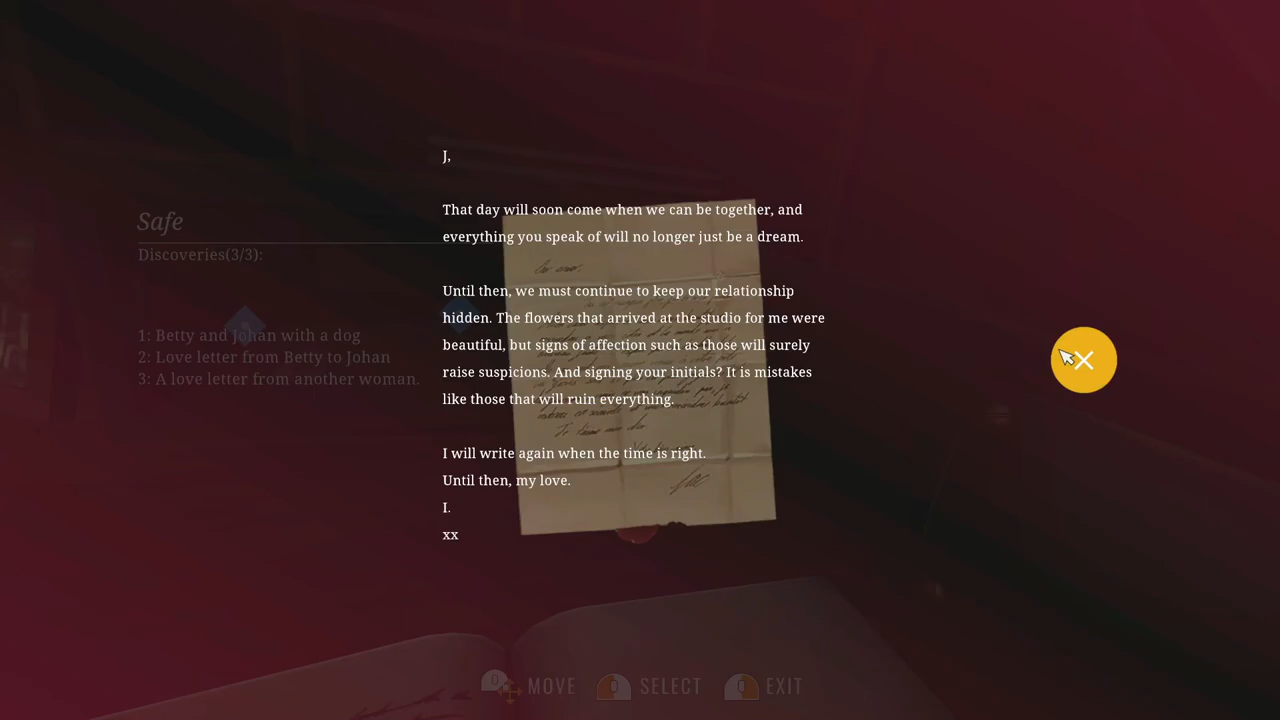 J,
That day will soon come when we can be together, and
everything you speak of will no longer just be a dream.
Until then, we must continue to keep our relationship
hidden. The flowers that arrived at the studio for me were
beautiful, but signs of affection such as those will surely
raise suspicions. And signing your initials? It is mistakes
like those that will ruin everything.
I will write again when the time is right.
Until then, my love.
I.
xx
Safe
Discoveries(3/3):
1: Betty and Johan with a dog
2: Love letter from Betty to Johan
3: A love letter from another woman.
MOVE
SELECT
EXIT